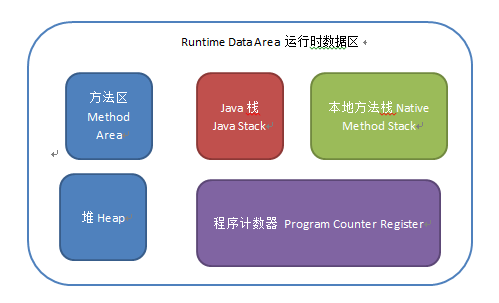 Runtime Data Area 运行时数据区
方法区
Method
Area
Java 栈
Java Stack
本地方法栈 Native
Method Stack
堆 Heap
程序计数器 Program Counter Register